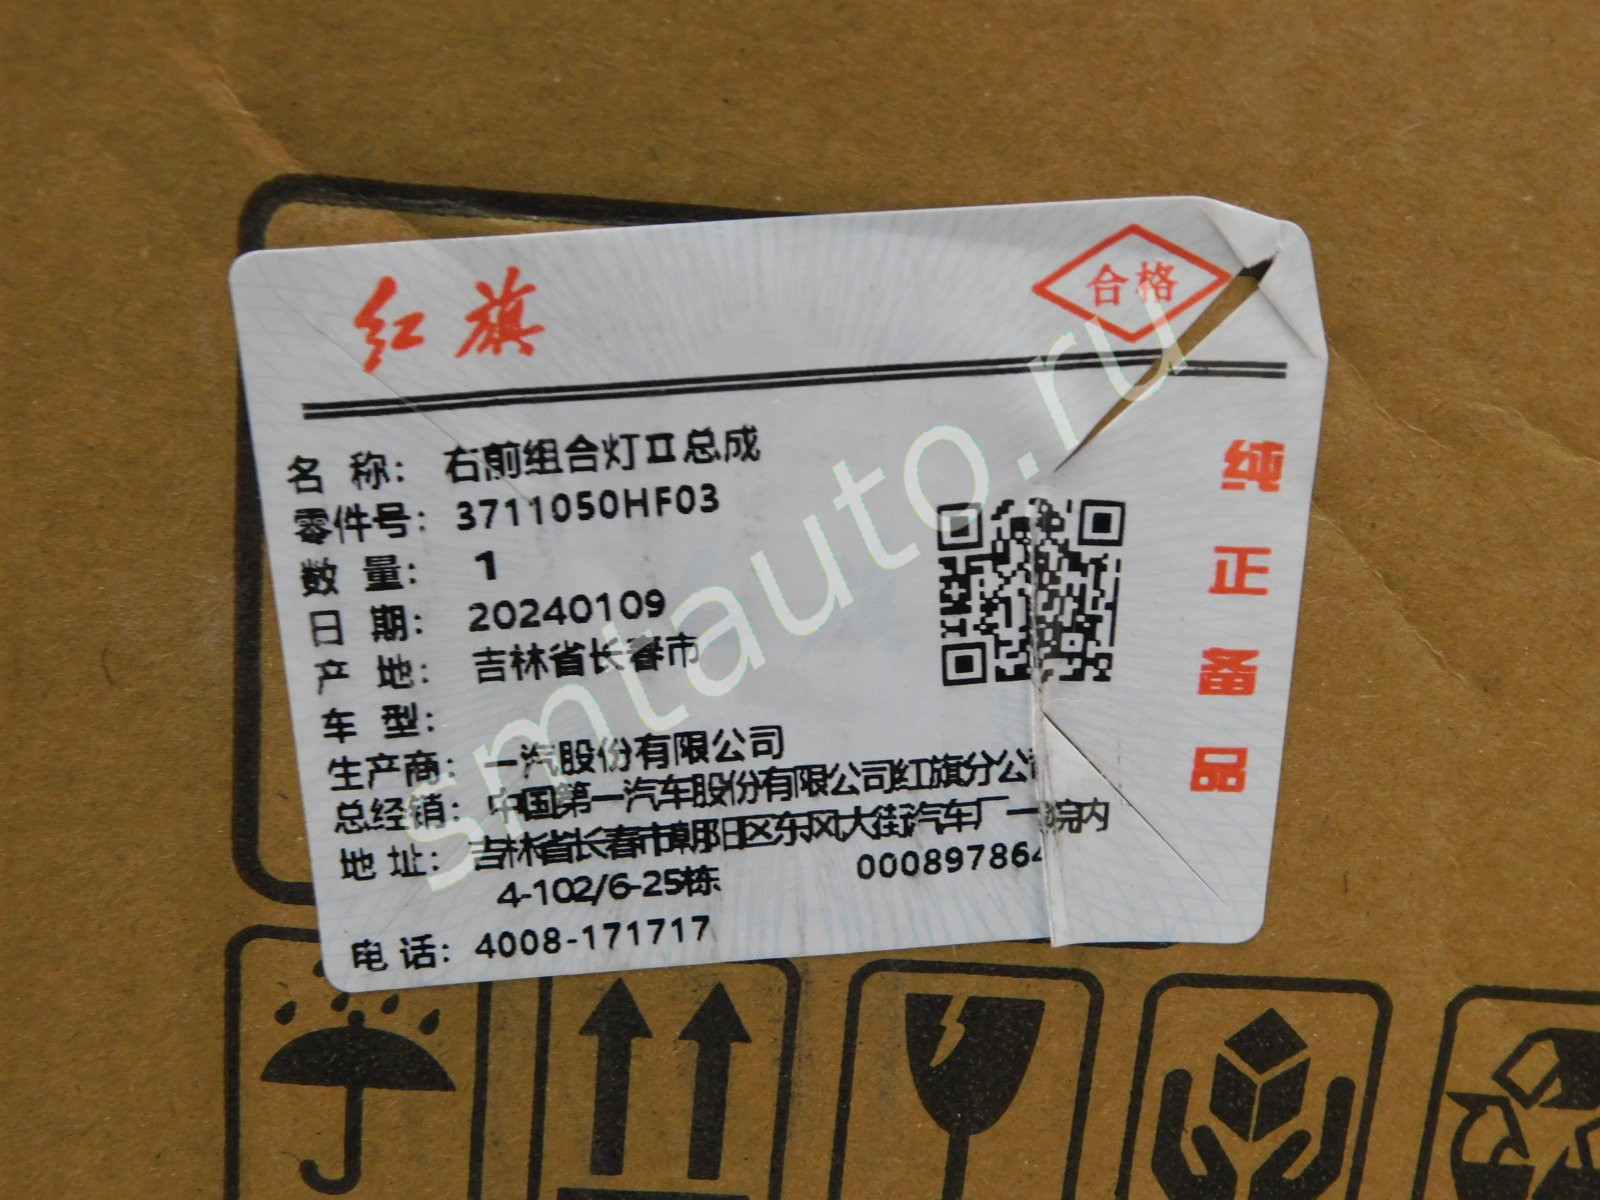 红旗
合格
名 称: 右前组合灯Ⅱ总成
零件号: 3711050HF03
数 量: 1
日 期: 20240109
产 地: 吉林省长春市
车 型:
生产商: 一汽股份有限公司
总经销: 中国第一汽车股份有限公司红旗分公
地 址: 吉林省长春市朝阳区东风大街汽车厂一 院内
4-102/6-25栋
00089786
电 话: 4008-171717
纯正备品
smtauto.ru